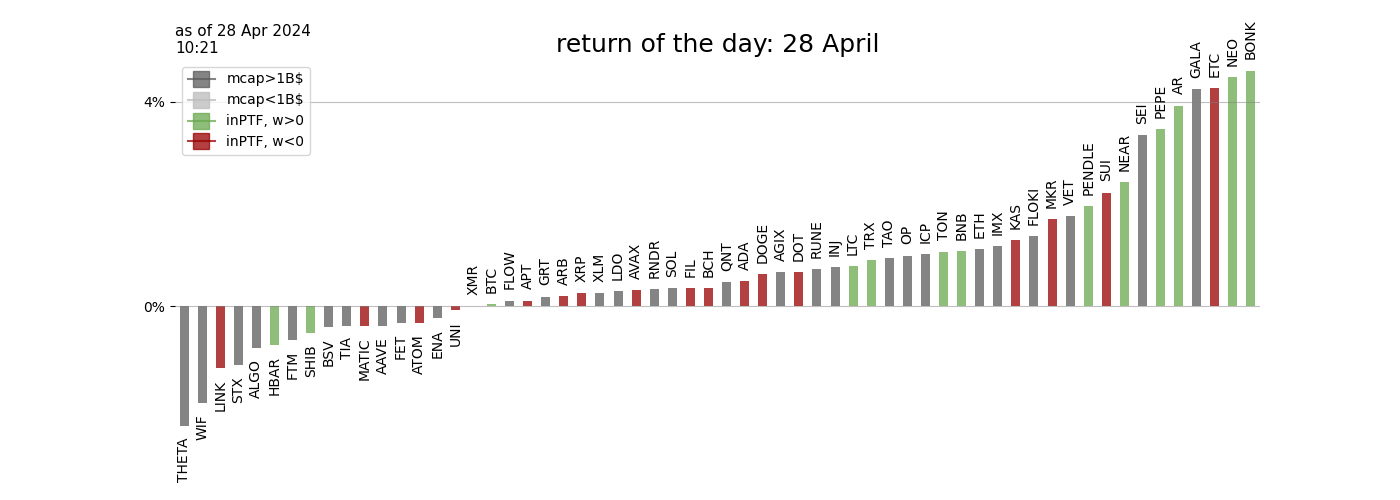 as of 28 Apr 2024
10:21
return of the day: 28 April
mcap>1B$
mcap<1B$
inPTF, w>0
inPTF, w<0
4%
0%
THETA
WIF
LINK
STX
ALGO
HBAR
FTM
SHIB
BSV
TIA
MATIC
AAVE
FET
ATOM
ENA
UNI
XMR
BTC
FLOW
APT
GRT
ARB
XRP
XLM
LDO
AVAX
RNDR
SOL
FIL
BCH
QNT
ADA
DOGE
AGIX
DOT
RUNE
INJ
LTC
TRX
TAO
OP
ICP
TON
BNB
ETH
IMX
KAS
FLOKI
MKR
VET
PENDLE
SUI
NEAR
SEI
PEPE
AR
GALA
ETC
NEO
BONK